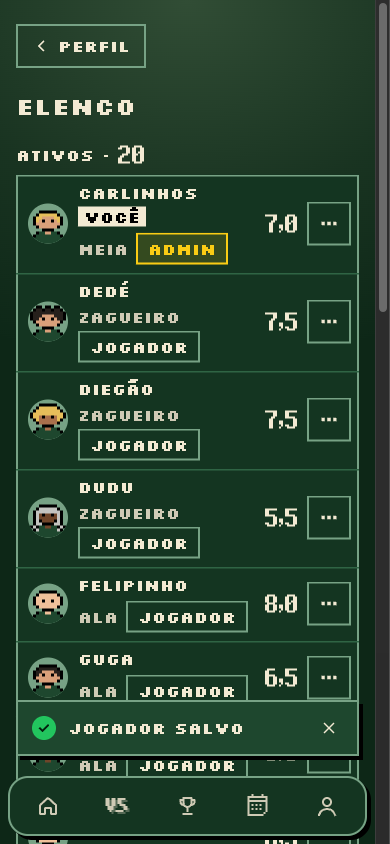 PERFIL
ELENCO
ATIVOS · 20
CARLINHOS
VOCÊ
MEIA ADMIN
7,0
DEDÉ
ZAGUEIRO
JOGADOR
7,5
DIEGÃO
ZAGUEIRO
JOGADOR
7,5
DUDU
ZAGUEIRO
JOGADOR
5,5
FELIPINHO
ALA JOGADOR
8,0
GUGA
ALA JOGADOR
6,5
JOGADOR SALVO
ALA JOGADOR
VS